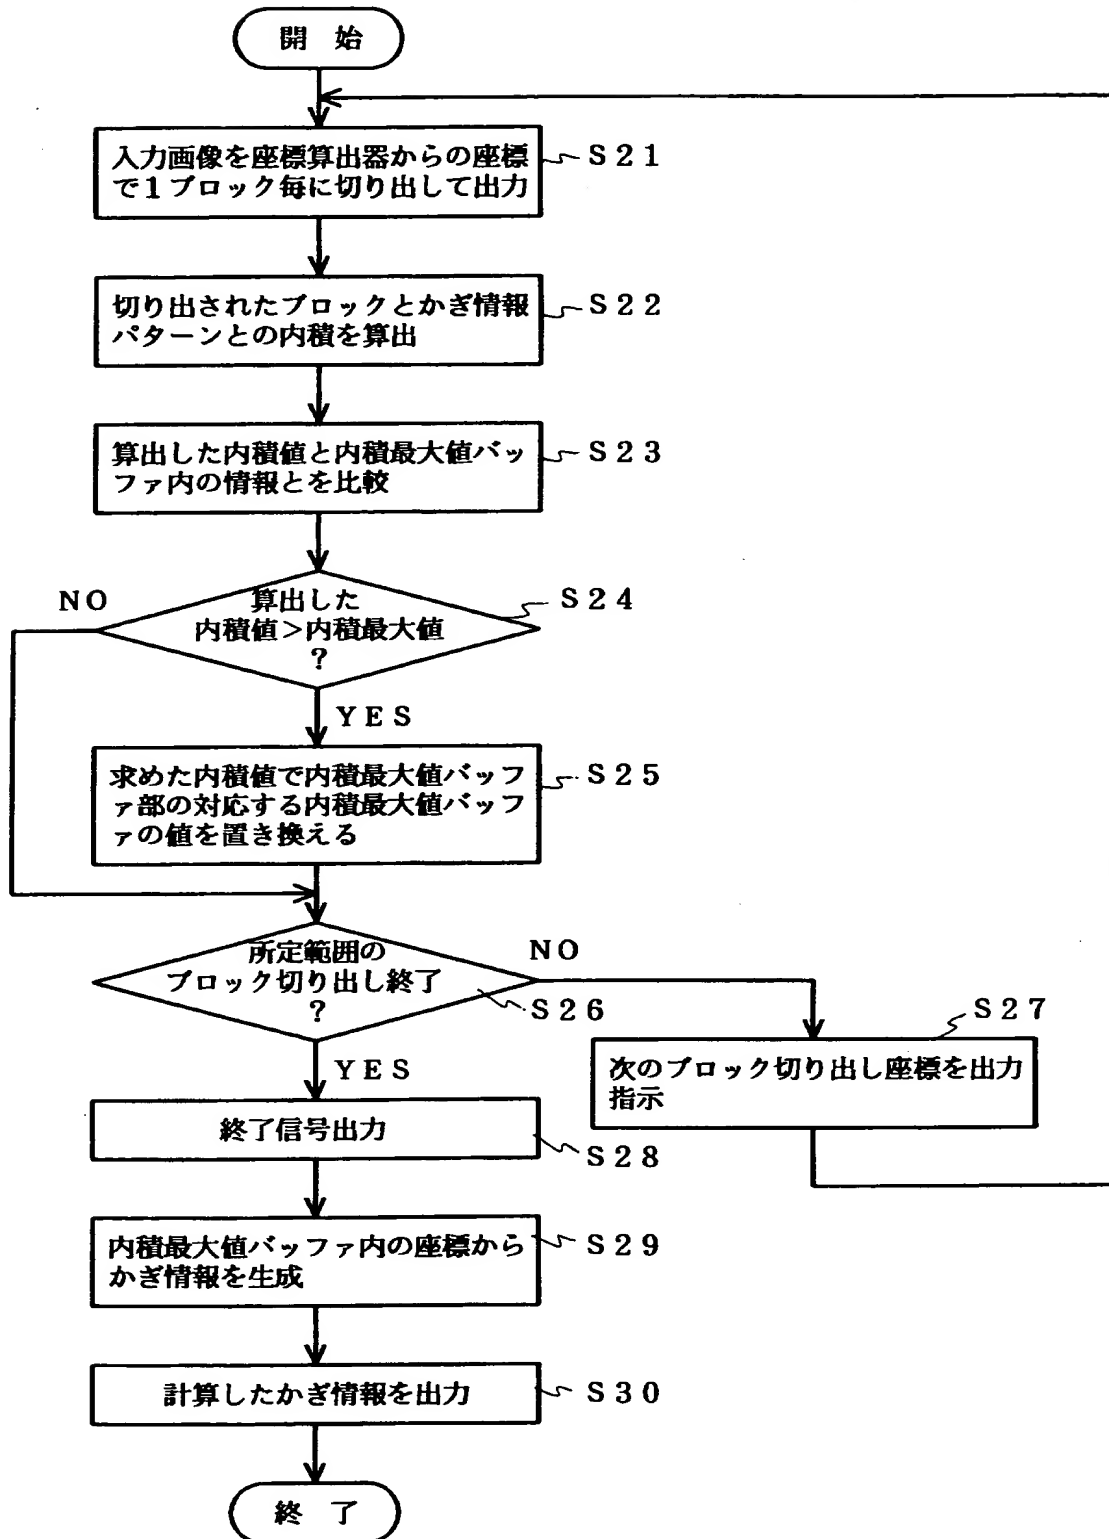 開 始
入力画像を座標算出器からの座標
で1ブロック毎に切り出して出力
S21
切り出されたブロックとかぎ情報
パターンとの内積を算出
S22
算出した内積値と内積最大値バッ
ファ内の情報とを比較
S23
算出した
内積値>内積最大値
?
S24
NO
YES
求めた内積値で内積最大値バッフ
ァ部の対応する内積最大値バッフ
ァの値を置き換える
S25
所定範囲の
ブロック切り出し終了
?
S26
NO
S27
次のブロック切り出し座標を出力
指示
YES
終了信号出力
S28
内積最大値バッファ内の座標から
かぎ情報を生成
S29
計算したかぎ情報を出力
S30
終 了